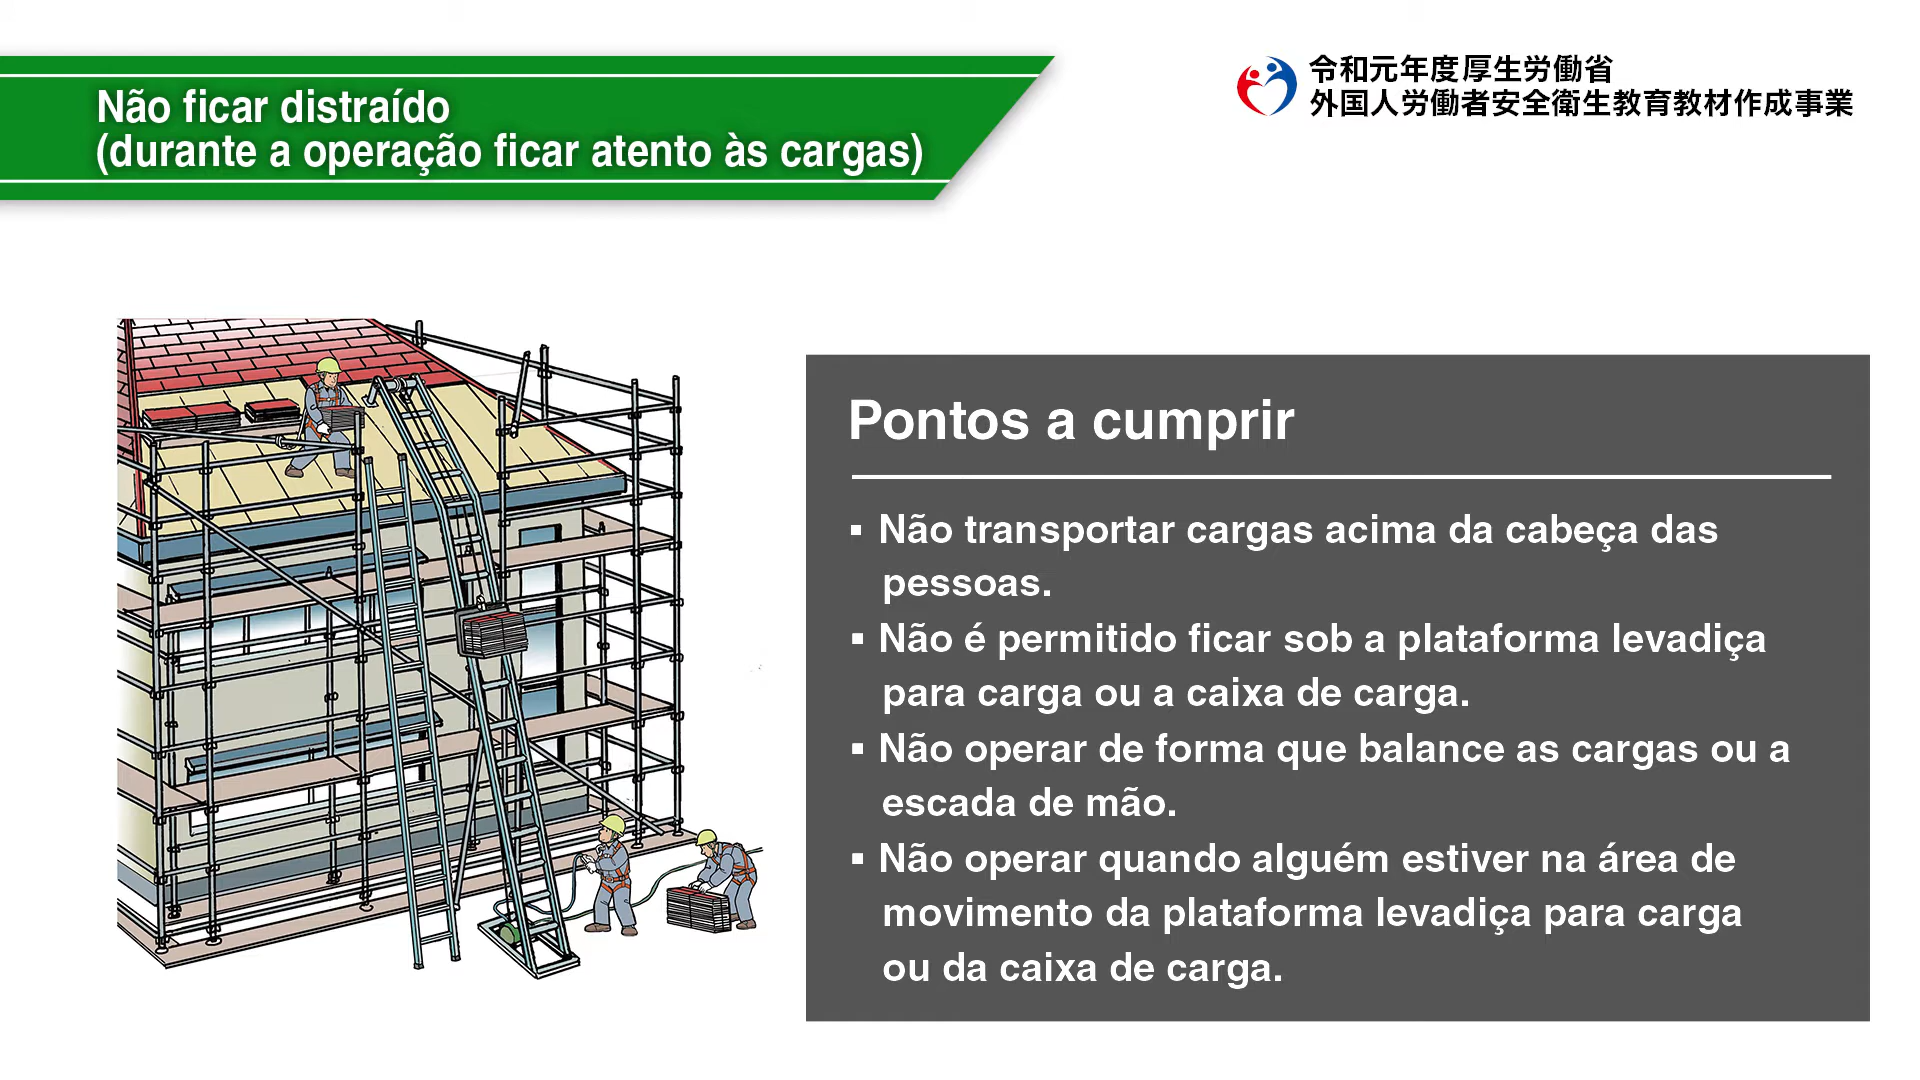 Não ficar distraído
(durante a operação ficar atento às cargas)
令和元年度厚生労働省
外国人労働者安全衛生教育教材作成事業
Pontos a cumprir
▪ Não transportar cargas acima da cabeça das
pessoas.
▪ Não é permitido ficar sob a plataforma levadiça
para carga ou a caixa de carga.
▪ Não operar de forma que balance as cargas ou a
escada de mão.
▪ Não operar quando alguém estiver na área de
movimento da plataforma levadiça para carga
ou da caixa de carga.